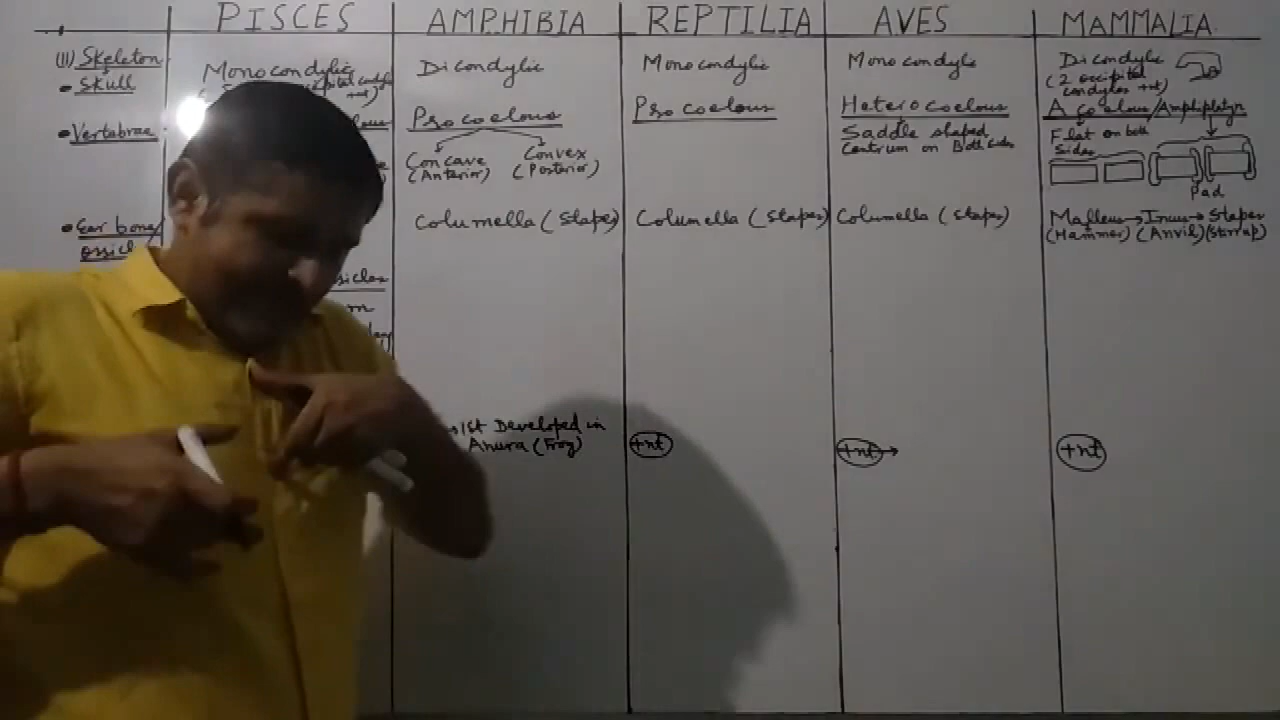 PISCES AMPHIBIA REPTILIA AVES MAMMALIA
(II) Skeleton
• Skull
Monocondylic
+nt)
Dicondylic
Monocondylic
Monocondylic
Dicondylic
(2 occipital
condyles +nt)
• Vertabrae
Procoelous
Concave
(Anterior)
Convex
(Posterior)
Procoelous
Heterocoelous
Saddle shaped
Centrum on Both sides
Acoelous/Amphiplatyn
Flat on both
sides
Pad
• Ear bone/
Columella (Stapes)
Columella (Stapes)
Columella (Stapes)
Malleus→Incus→Stapes
(Hammer) (Anvil) (Stirrup)
1st Developed in
Anura (Frog)
+nt
+nt→
+nt